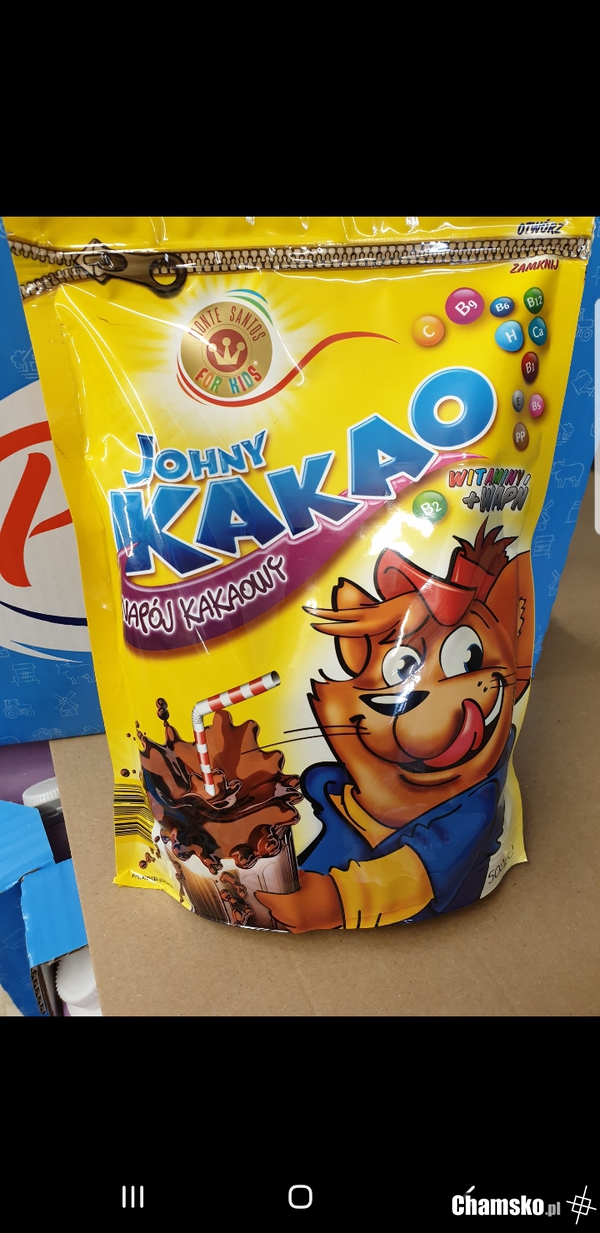 OTWÓRZ
ZAMKNIJ
MONTE SANTOS
FOR KIDS
C
B9
B6
B12
H
Ca
B1
E
B5
PP
JOHNY
KAKAO
WITAMINY
+WAPŃ
B2
NAPÓJ KAKAOWY
500g
Chamsko.pl